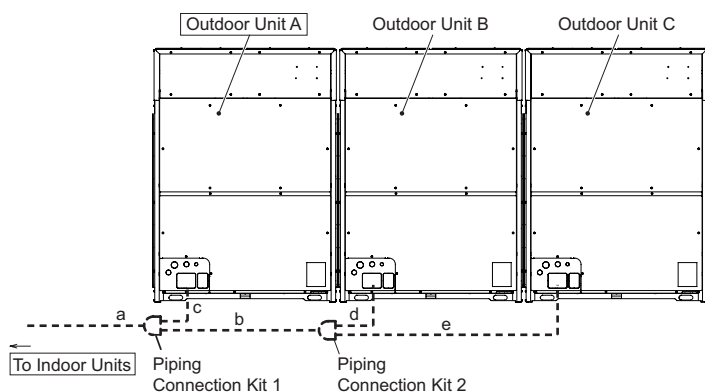 Outdoor Unit A
Outdoor Unit B
Outdoor Unit C
a
c
b
d
e
To Indoor Units
Piping
Connection Kit 1
Piping
Connection Kit 2